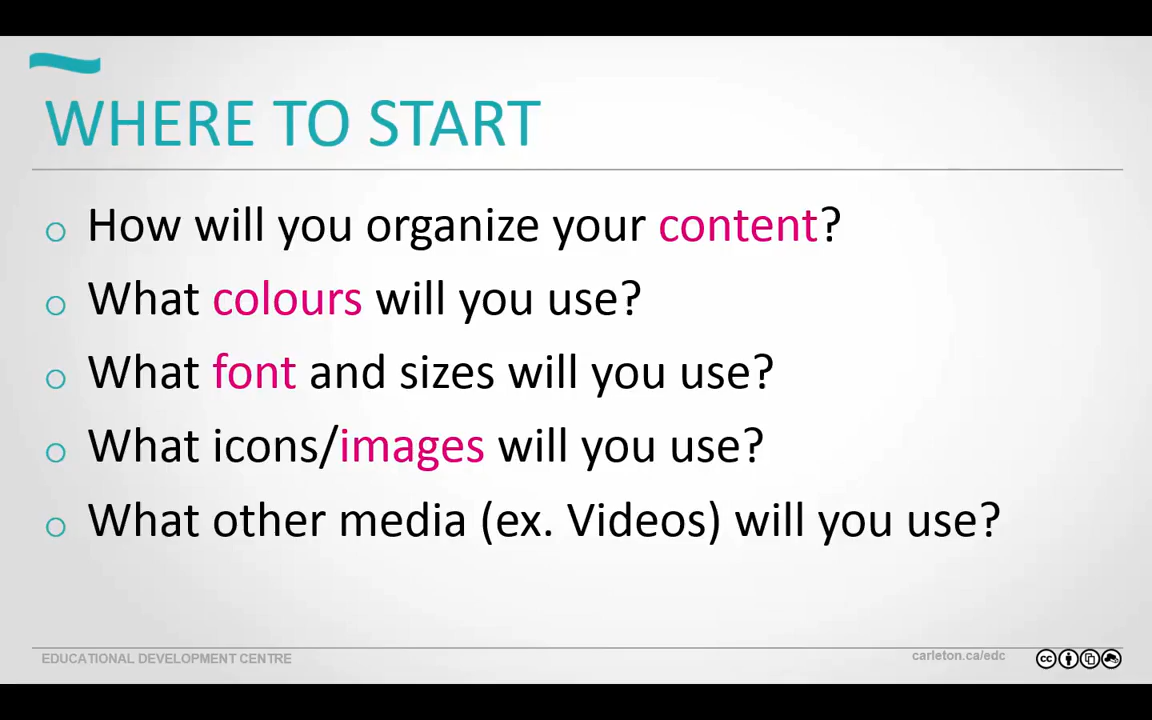 WHERE TO START
How will you organize your content?
What colours will you use?
What font and sizes will you use?
What icons/images will you use?
What other media (ex. Videos) will you use?
EDUCATIONAL DEVELOPMENT CENTRE
carleton.ca/edc
cc